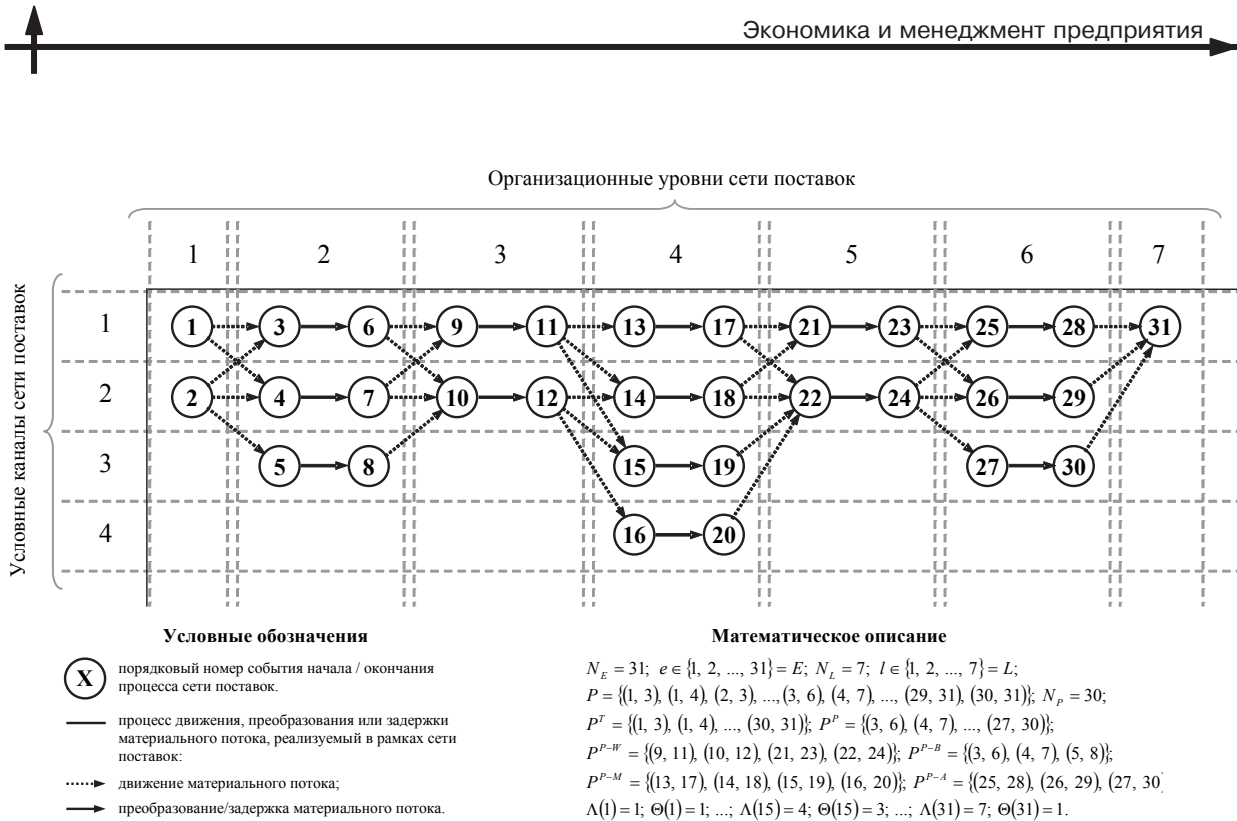 Экономика и менеджмент предприятия
Организационные уровни сети поставок
1 2 3 4 5 6 7
Условные каналы сети поставок
1 1 3 6 9 11 13 17 21 23 25 28 31
2 2 4 7 10 12 14 18 22 24 26 29
3 5 8 15 19 27 30
4 16 20
Условные обозначения
X порядковый номер события начала / окончания
процесса сети поставок.
процесс движения, преобразования или задержки
материального потока, реализуемый в рамках сети
поставок:
движение материального потока;
преобразование/задержка материального потока.
Математическое описание
N_E = 31; e ∈ {1, 2, ..., 31} = E; N_L = 7; l ∈ {1, 2, ..., 7} = L;
P = {(1, 3), (1, 4), (2, 3), ...,(3, 6), (4, 7), ..., (29, 31), (30, 31)}; N_P = 30;
P^T = {(1, 3), (1, 4), ..., (30, 31)}; P^P = {(3, 6), (4, 7), ..., (27, 30)};
P^{P-W} = {(9, 11), (10, 12), (21, 23), (22, 24)}; P^{P-B} = {(3, 6), (4, 7), (5, 8)};
P^{P-M} = {(13, 17), (14, 18), (15, 19), (16, 20)}; P^{P-A} = {(25, 28), (26, 29), (27, 30)
Λ(1) = 1; Θ(1) = 1; ...; Λ(15) = 4; Θ(15) = 3; ...; Λ(31) = 7; Θ(31) = 1.